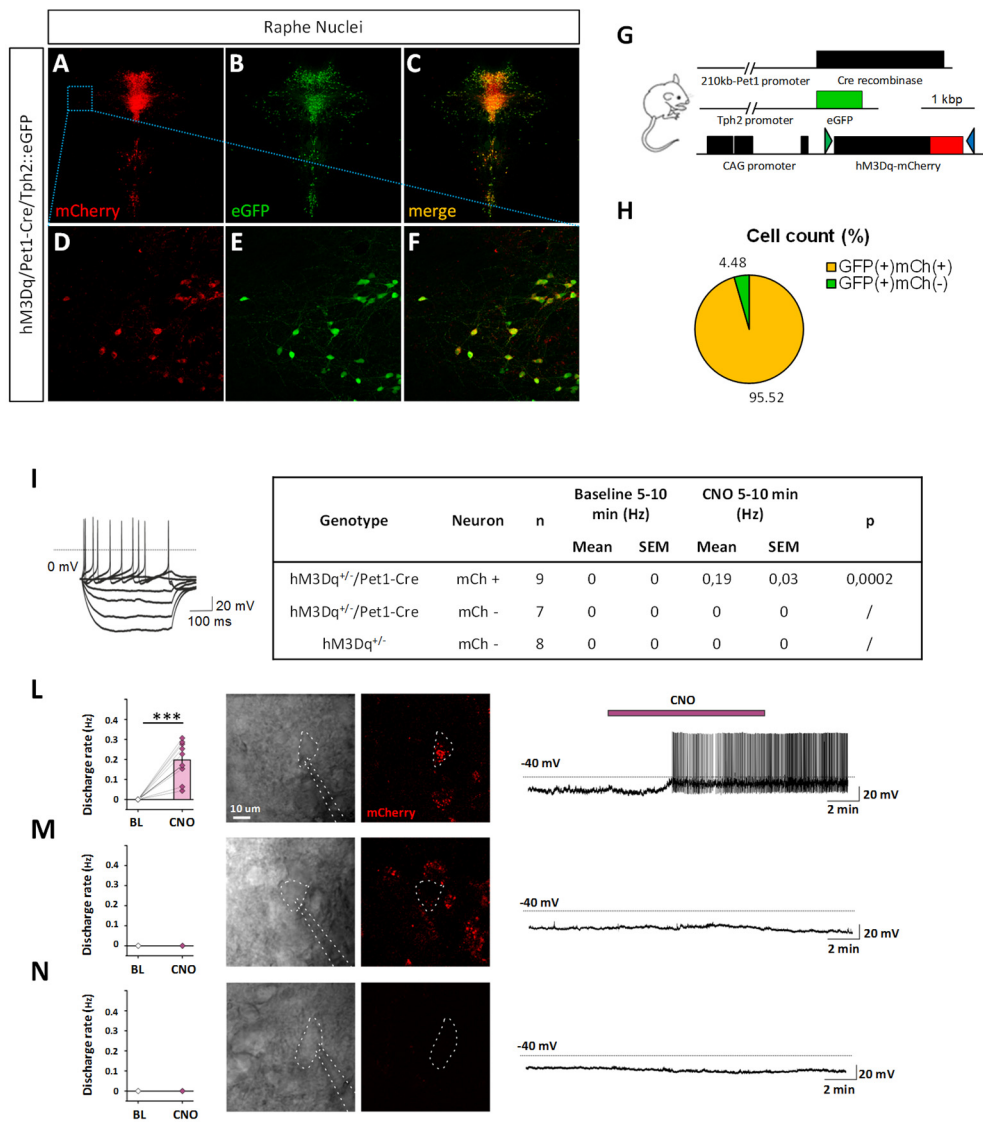 Raphe Nuclei
hM3Dq/Pet1-Cre/Tph2::eGFP
A
B
C
mCherry
eGFP
merge
D
E
F
G
210kb-Pet1 promoter
Cre recombinase
Tph2 promoter
eGFP
1 kbp
CAG promoter
hM3Dq-mCherry
H
Cell count (%)
4.48
95.52
GFP(+)mCh(+)
GFP(+)mCh(-)
I
0 mV
20 mV
100 ms
Genotype Neuron n Baseline 5-10 min (Hz) CNO 5-10 min (Hz) p
Mean SEM Mean SEM
hM3Dq+/-/Pet1-Cre mCh + 9 0 0 0,19 0,03 0,0002
hM3Dq+/-/Pet1-Cre mCh - 7 0 0 0 0 /
hM3Dq+/- mCh - 8 0 0 0 0 /
L
Discharge rate (Hz)
0.5
0.4
0.3
0.2
0.1
0
***
BL CNO
10 um
mCherry
CNO
-40 mV
20 mV
2 min
M
Discharge rate (Hz)
0.4
0.3
0.2
0.1
0
BL CNO
-40 mV
20 mV
2 min
N
Discharge rate (Hz)
0.5
0.4
0.3
0.2
0.1
0
BL CNO
-40 mV
20 mV
2 min